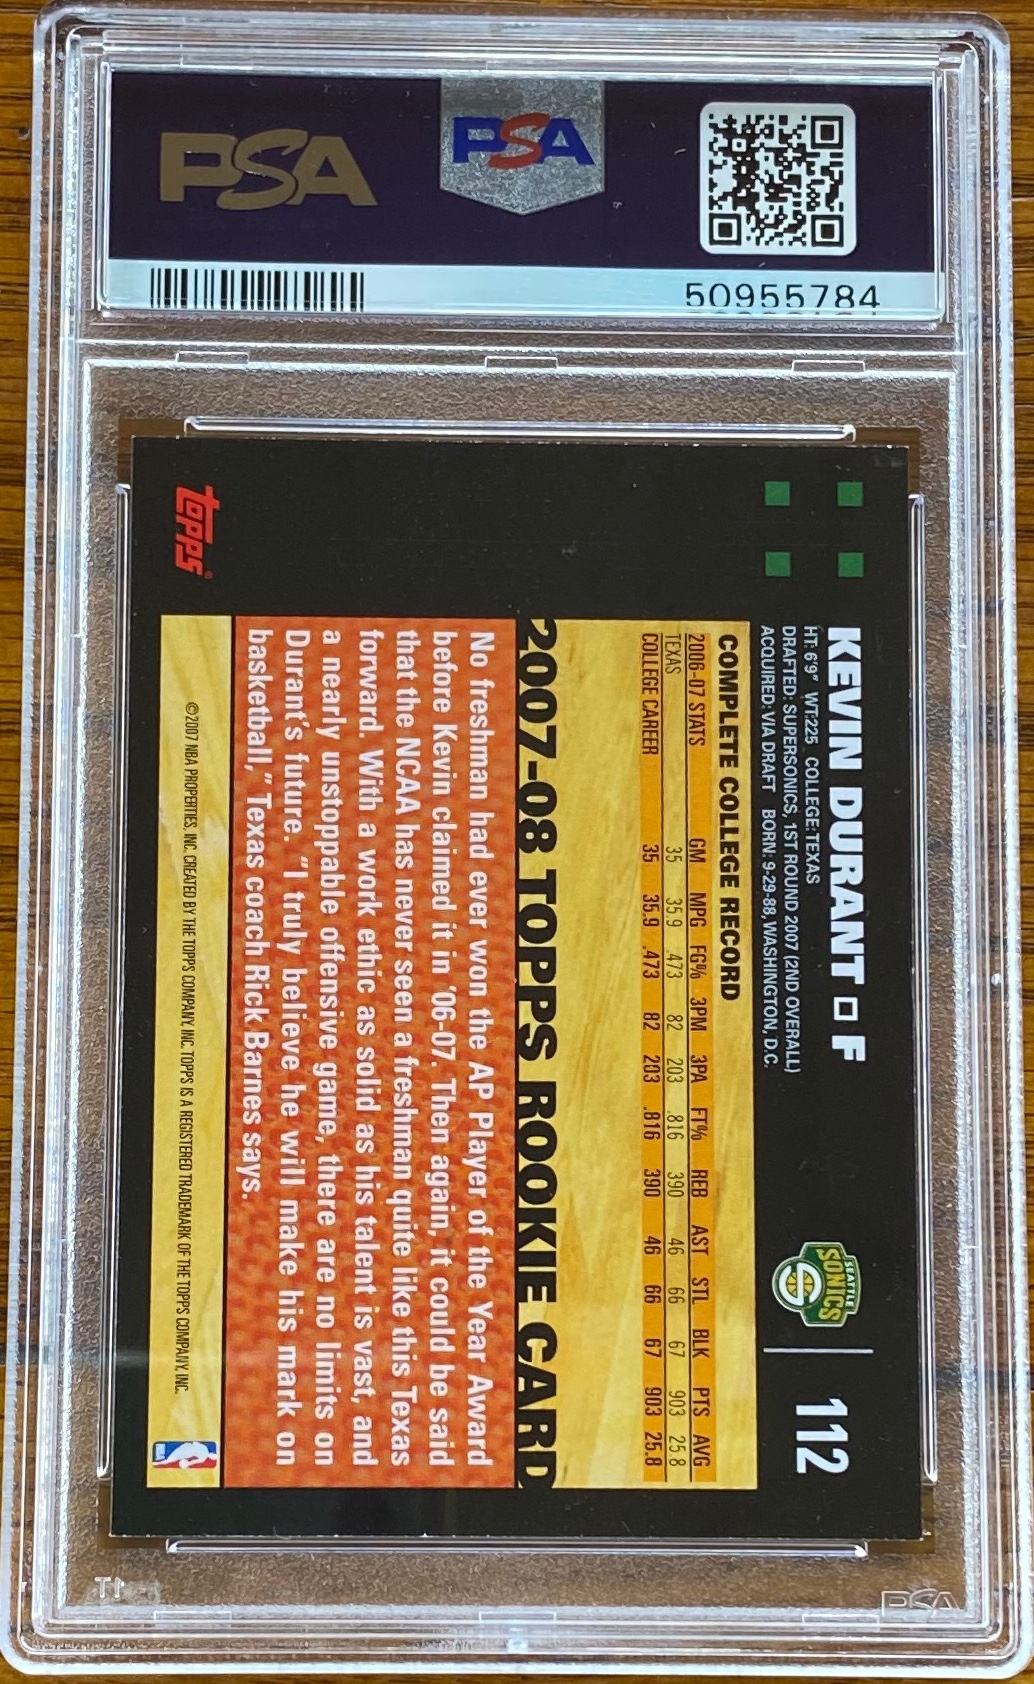 PSA
PSA
50955784
KEVIN DURANT □ F
HT: 6'9" WT: 225 COLLEGE: TEXAS
DRAFTED: SUPERSONICS, 1ST ROUND 2007 (2ND OVERALL)
ACQUIRED: VIA DRAFT BORN: 9-29-88, WASHINGTON, D.C.
SEATTLE
SONICS
112
COMPLETE COLLEGE RECORD
2006-07 STATS GM MPG FG% 3PM 3PA FT% REB AST STL BLK PTS AVG
TEXAS 35 35.9 .473 82 203 .816 390 46 66 67 903 25.8
COLLEGE CAREER 35 35.9 .473 82 203 .816 390 46 66 67 903 25.8
2007-08 TOPPS ROOKIE CARD
No freshman had ever won the AP Player of the Year Award
before Kevin claimed it in '06-07. Then again, it could be said
that the NCAA has never seen a freshman quite like this Texas
forward. With a work ethic as solid as his talent is vast, and
a nearly unstoppable offensive game, there are no limits on
Durant's future. "I truly believe he will make his mark on
basketball," Texas coach Rick Barnes says.
©2007 NBA PROPERTIES, INC. CREATED BY THE TOPPS COMPANY, INC. TOPPS IS A REGISTERED TRADEMARK OF THE TOPPS COMPANY, INC.
topps®
NBA
PSA